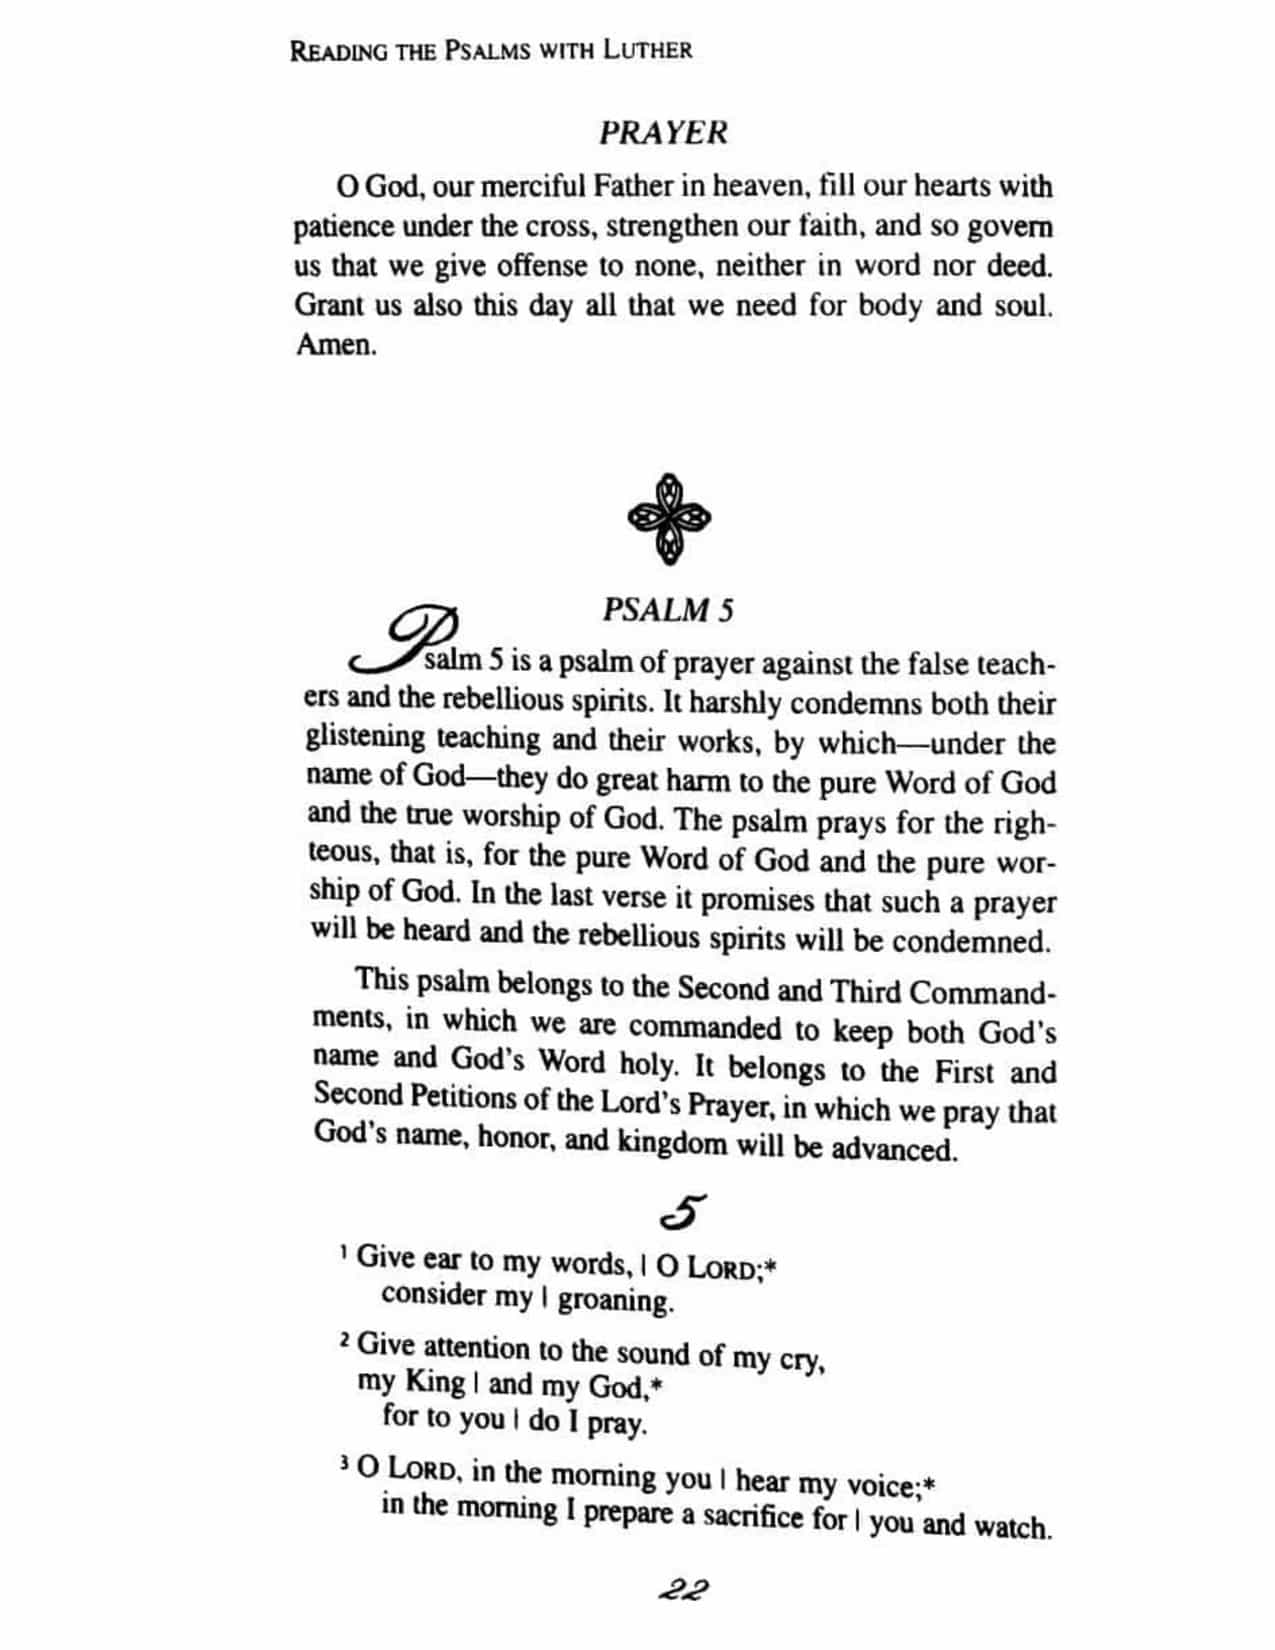 READING THE PSALMS WITH LUTHER
PRAYER
O God, our merciful Father in heaven, fill our hearts with
patience under the cross, strengthen our faith, and so govern
us that we give offense to none, neither in word nor deed.
Grant us also this day all that we need for body and soul.
Amen.
PSALM 5
Psalm 5 is a psalm of prayer against the false teach-
ers and the rebellious spirits. It harshly condemns both their
glistening teaching and their works, by which—under the
name of God—they do great harm to the pure Word of God
and the true worship of God. The psalm prays for the righ-
teous, that is, for the pure Word of God and the pure wor-
ship of God. In the last verse it promises that such a prayer
will be heard and the rebellious spirits will be condemned.
This psalm belongs to the Second and Third Command-
ments, in which we are commanded to keep both God's
name and God's Word holy. It belongs to the First and
Second Petitions of the Lord's Prayer, in which we pray that
God's name, honor, and kingdom will be advanced.
5
1 Give ear to my words, | O LORD;*
consider my | groaning.
2 Give attention to the sound of my cry,
my King | and my God,*
for to you | do I pray.
3 O LORD, in the morning you | hear my voice;*
in the morning I prepare a sacrifice for | you and watch.
22